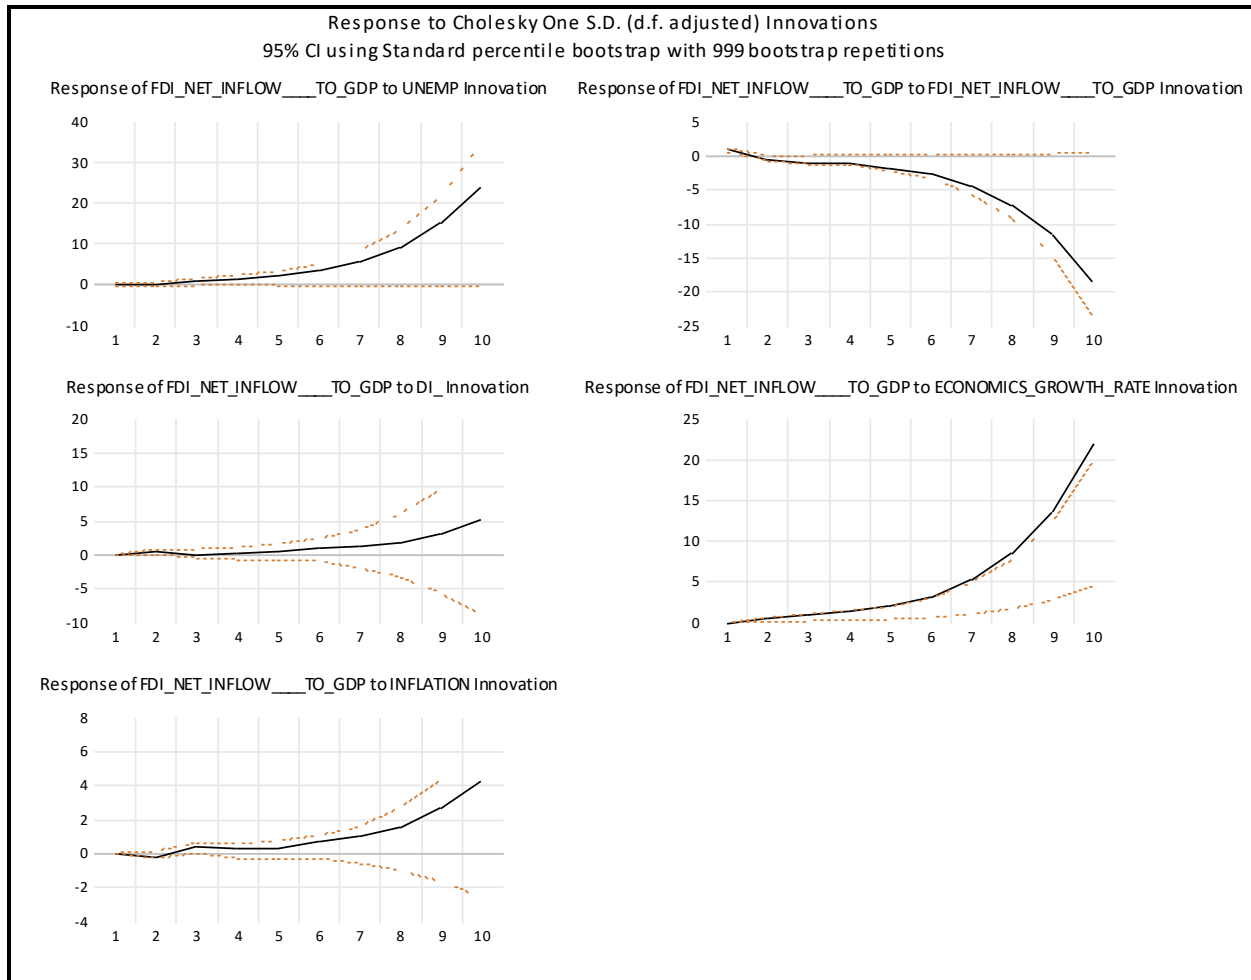 Response to Cholesky One S.D. (d.f. adjusted) Innovations
95% CI using Standard percentile bootstrap with 999 bootstrap repetitions
Response of FDI_NET_INFLOW____TO_GDP to UNEMP Innovation
40
30
20
10
0
-10
1 2 3 4 5 6 7 8 9 10
Response of FDI_NET_INFLOW____TO_GDP to FDI_NET_INFLOW____TO_GDP Innovation
5
0
-5
-10
-15
-20
-25
1 2 3 4 5 6 7 8 9 10
Response of FDI_NET_INFLOW____TO_GDP to DI_ Innovation
20
15
10
5
0
-5
-10
1 2 3 4 5 6 7 8 9 10
Response of FDI_NET_INFLOW____TO_GDP to ECONOMICS_GROWTH_RATE Innovation
25
20
15
10
5
0
1 2 3 4 5 6 7 8 9 10
Response of FDI_NET_INFLOW____TO_GDP to INFLATION Innovation
8
6
4
2
0
-2
-4
1 2 3 4 5 6 7 8 9 10